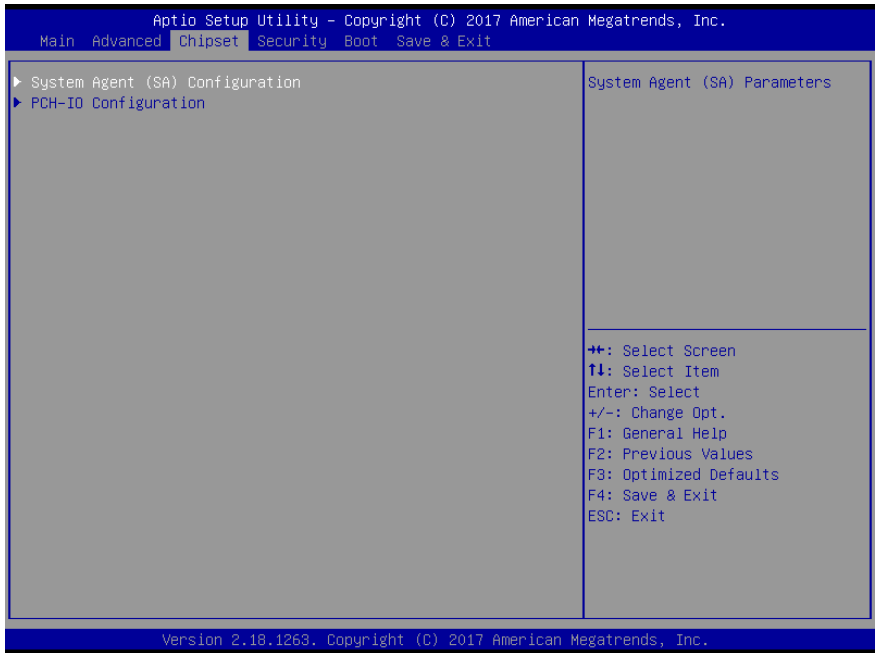 Aptio Setup Utility – Copyright (C) 2017 American Megatrends, Inc.
Main Advanced Chipset Security Boot Save & Exit
▶ System Agent (SA) Configuration
▶ PCH-IO Configuration
System Agent (SA) Parameters
→←: Select Screen
↑↓: Select Item
Enter: Select
+/-: Change Opt.
F1: General Help
F2: Previous Values
F3: Optimized Defaults
F4: Save & Exit
ESC: Exit
Version 2.18.1263. Copyright (C) 2017 American Megatrends, Inc.